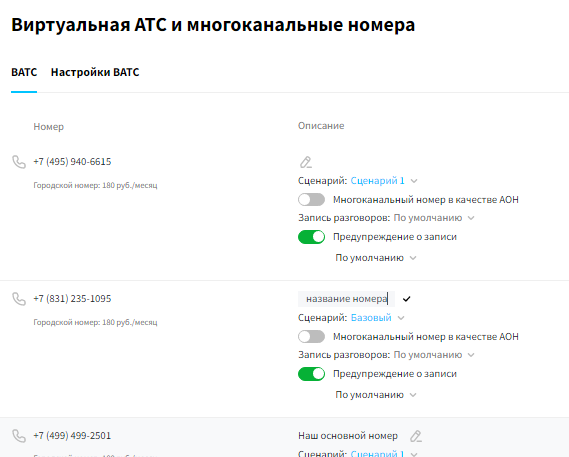 Виртуальная АТС и многоканальные номера
ВАТС Настройки ВАТС
Номер Описание
+7 (495) 940-6615
Городской номер: 180 руб./месяц
Сценарий: Сценарий 1
Многоканальный номер в качестве АОН
Запись разговоров: По умолчанию
Предупреждение о записи
По умолчанию
+7 (831) 235-1095 название номера
Городской номер: 180 руб./месяц
Сценарий: Базовый
Многоканальный номер в качестве АОН
Запись разговоров: По умолчанию
Предупреждение о записи
По умолчанию
+7 (499) 499-2501 Наш основной номер
Сценарий: Сценарий 1